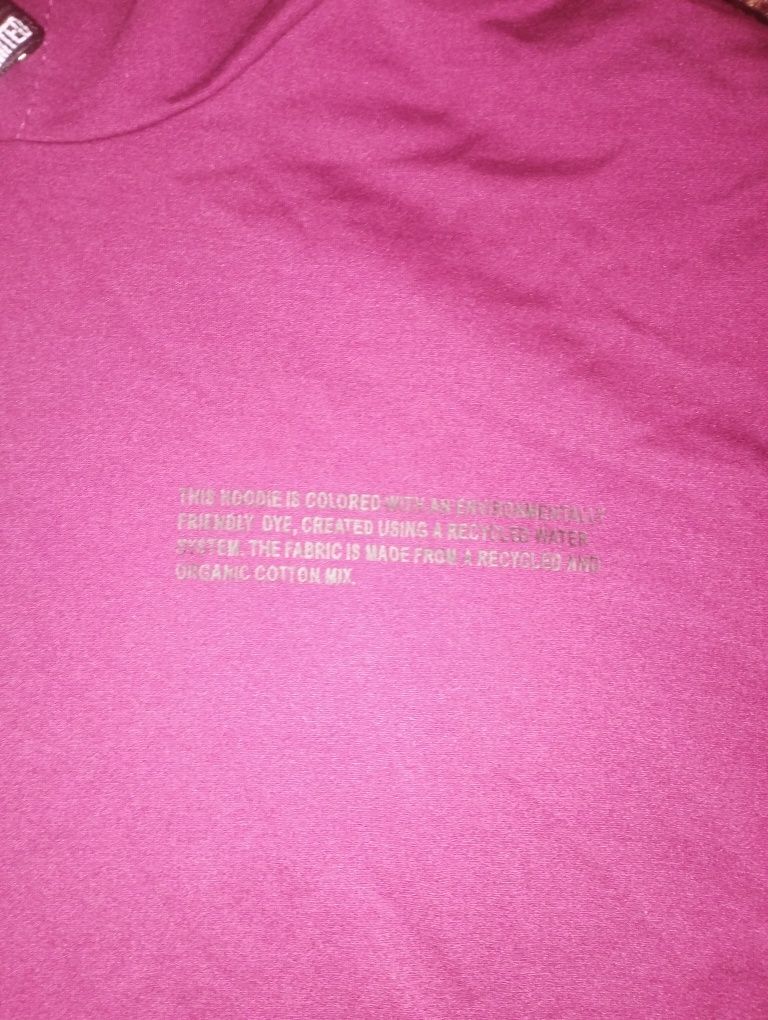 THIS HOODIE IS COLORED WITH AN ENVIRONMENTALLY
FRIENDLY DYE, CREATED USING A RECYCLED WATER
SYSTEM. THE FABRIC IS MADE FROM A RECYCLED AND
ORGANIC COTTON MIX.